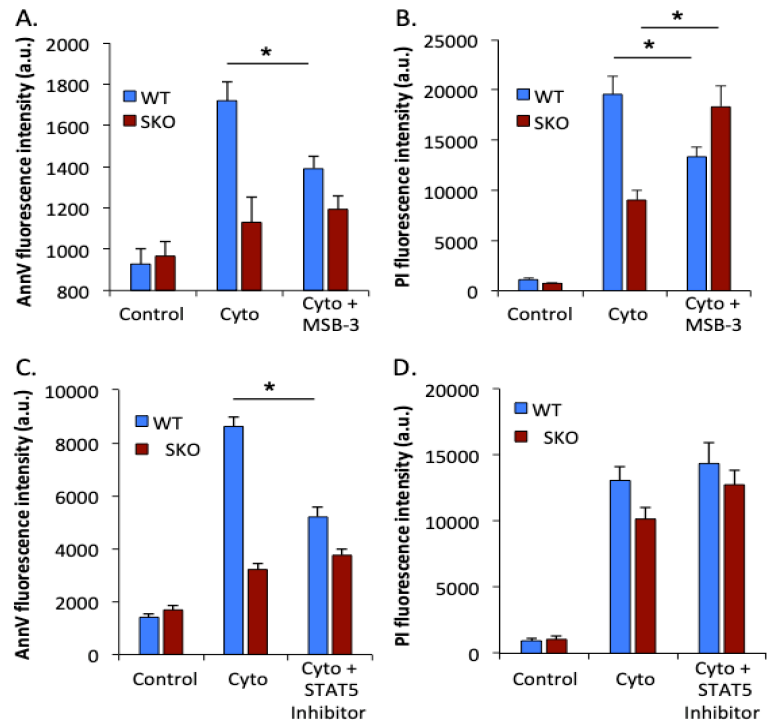 A.
AnnV fluorescence intensity (a.u.)
2000
1800
1600
1400
1200
1000
800
WT
SKO
*
Control
Cyto
Cyto +
MSB-3
B.
PI fluorescence intensity (a.u.)
25000
20000
15000
10000
5000
0
WT
SKO
*
*
Control
Cyto
Cyto +
MSB-3
C.
AnnV fluorescence intensity (a.u.)
10000
8000
6000
4000
2000
0
WT
SKO
*
Control
Cyto
Cyto +
STAT5
Inhibitor
D.
PI fluorescence intensity (a.u.)
20000
15000
10000
5000
0
WT
SKO
Control
Cyto
Cyto +
STAT5
Inhibitor